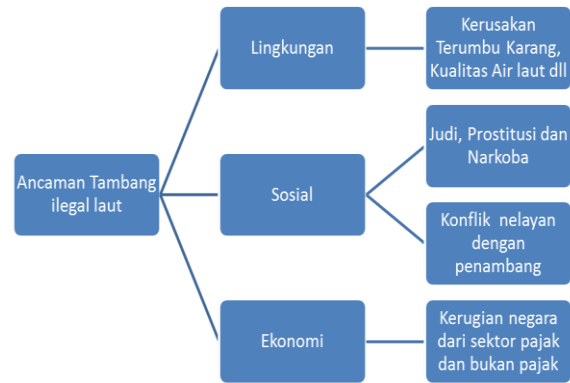 Ancaman Tambang
ilegal laut
Lingkungan
Kerusakan
Terumbu Karang,
Kualitas Air laut dll
Sosial
Judi, Prostitusi dan
Narkoba
Konflik nelayan
dengan
penambang
Ekonomi
Kerugian negara
dari sektor pajak
dan bukan pajak